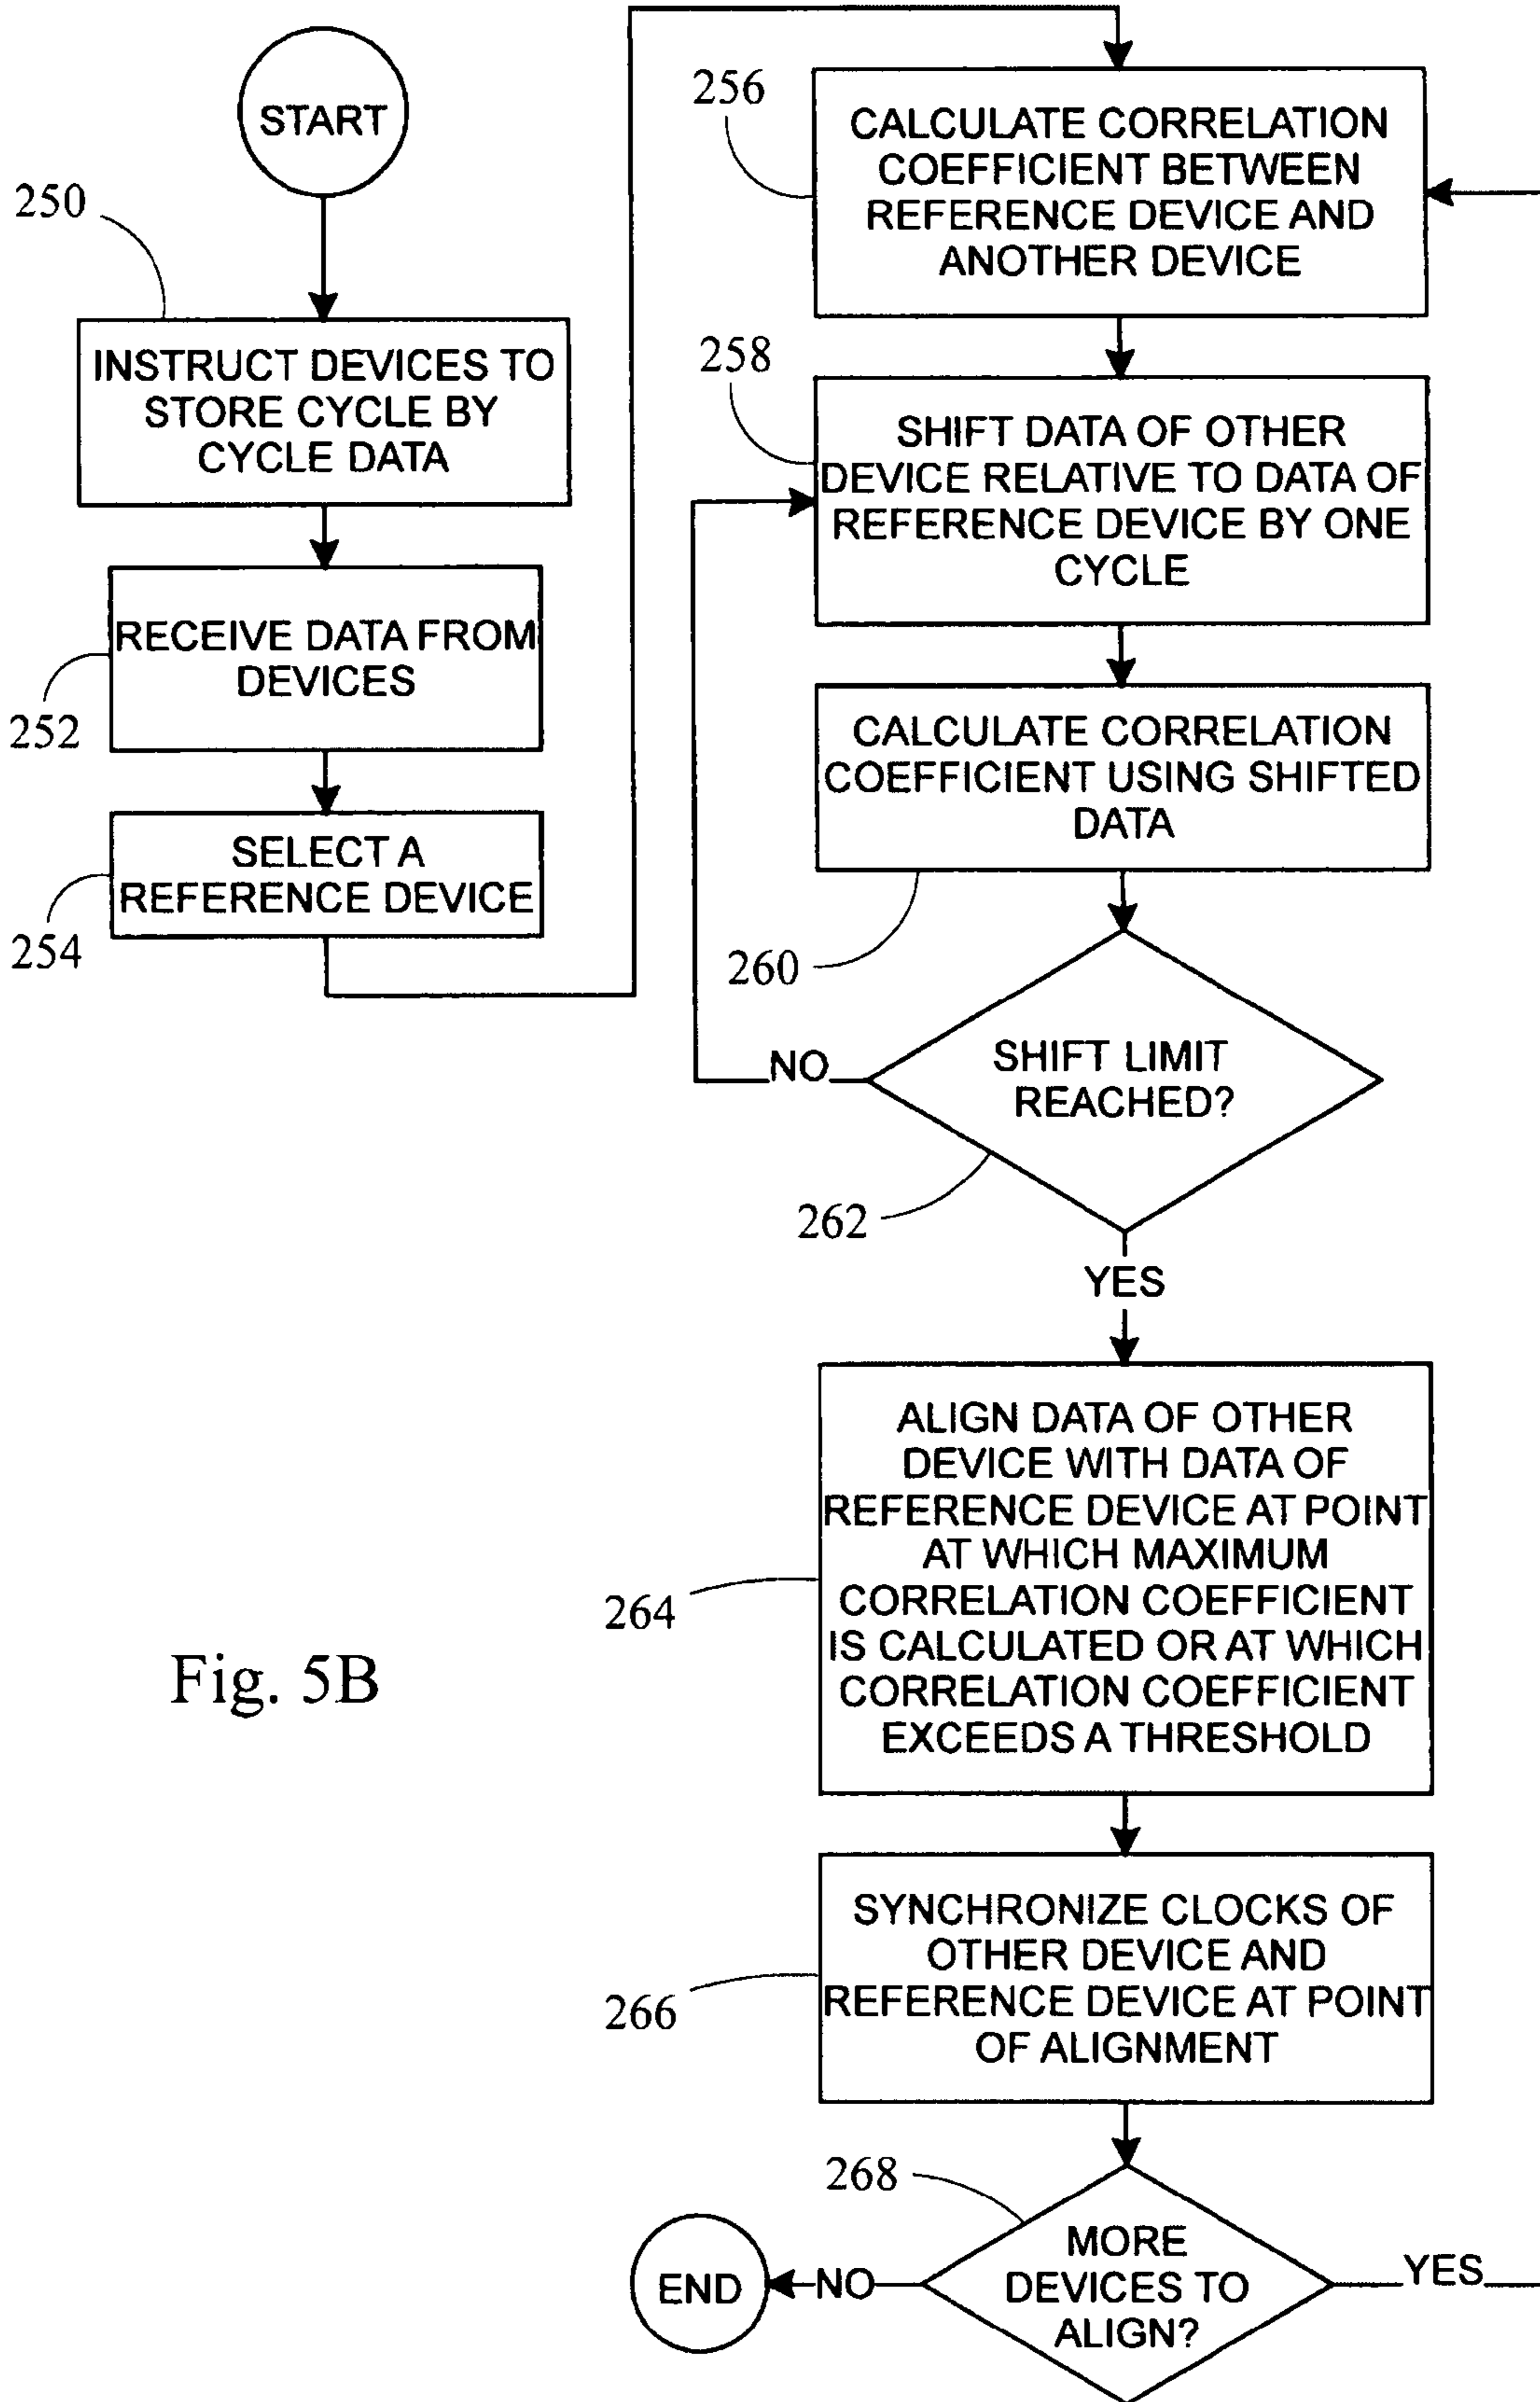 START
250
INSTRUCT DEVICES TO
STORE CYCLE BY
CYCLE DATA
RECEIVE DATA FROM
DEVICES
252
SELECT A
REFERENCE DEVICE
254
256
CALCULATE CORRELATION
COEFFICIENT BETWEEN
REFERENCE DEVICE AND
ANOTHER DEVICE
258
SHIFT DATA OF OTHER
DEVICE RELATIVE TO DATA OF
REFERENCE DEVICE BY ONE
CYCLE
CALCULATE CORRELATION
COEFFICIENT USING SHIFTED
DATA
260
NO
SHIFT LIMIT
REACHED?
262
YES
ALIGN DATA OF OTHER
DEVICE WITH DATA OF
REFERENCE DEVICE AT POINT
AT WHICH MAXIMUM
CORRELATION COEFFICIENT
IS CALCULATED OR AT WHICH
CORRELATION COEFFICIENT
EXCEEDS A THRESHOLD
264
Fig. 5B
SYNCHRONIZE CLOCKS OF
OTHER DEVICE AND
REFERENCE DEVICE AT POINT
OF ALIGNMENT
266
268
MORE
DEVICES TO
ALIGN?
YES
NO
END